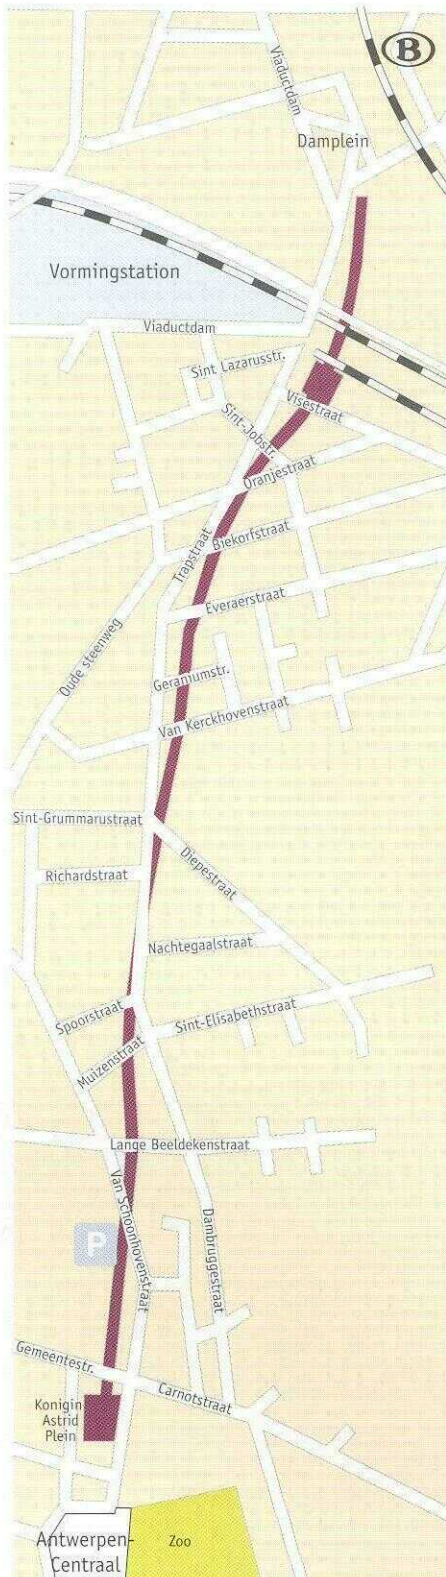 Viaductdam
B
Damplein
Vormingstation
Viaductdam
Sint Lazarusstr.
Visestraat
Sint-Jobstr.
Oranjestraat
Trapstraat
Biekorfstraat
Everaerstraat
Oude steenweg
Geraniumstr.
Van Kerckhovenstraat
Sint-Grummarustraat
Diepestraat
Richardstraat
Nachtegaalstraat
Spoorstraat
Sint-Elisabethstraat
Muizenstraat
Lange Beeldekenstraat
Van Schoonhovenstraat
P
Dambruggestraat
Gemeentestr.
Carnotstraat
Konigin
Astrid
Plein
Antwerpen-
Centraal
Zoo